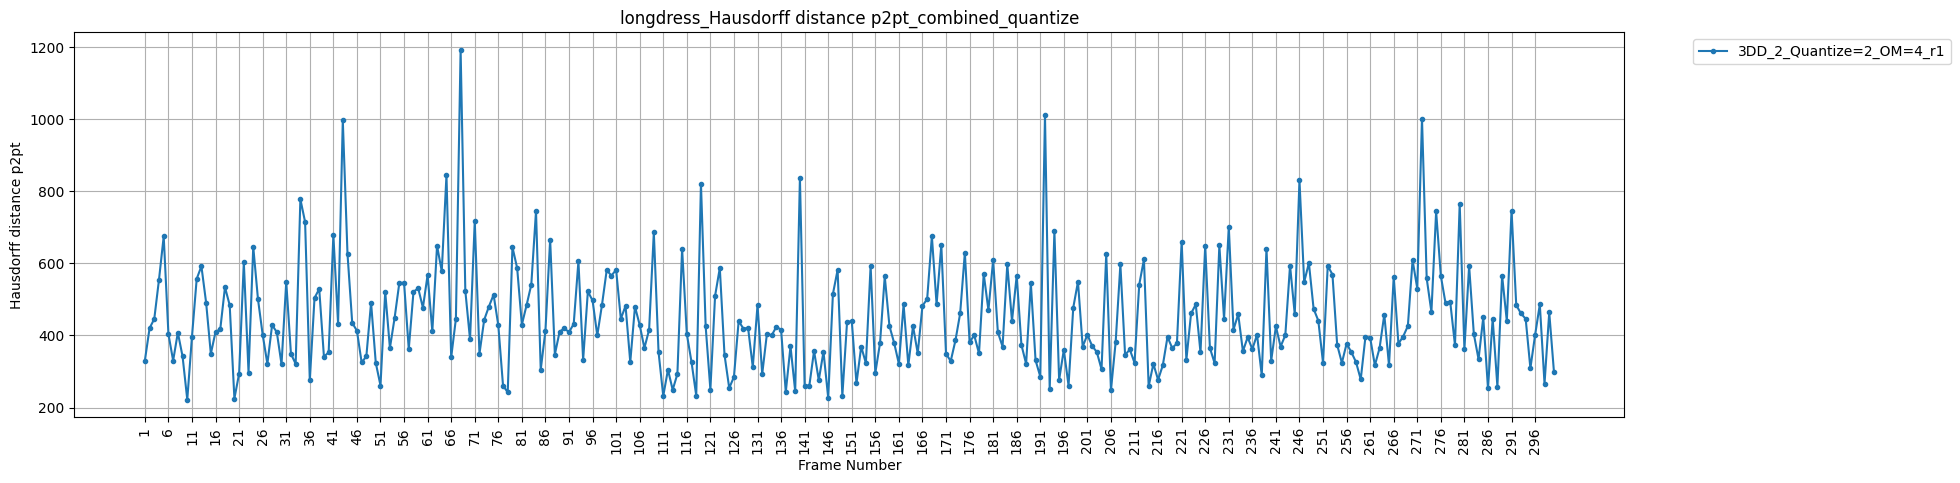 longdress_Hausdorff distance p2pt_combined_quantize
3DD_2_Quantize=2_OM=4_r1
Hausdorff distance p2pt
1200
1000
800
600
400
200
1 6 11 16 21 26 31 36 41 46 51 56 61 66 71 76 81 86 91 96 101 106 111 116 121 126 131 136 141 146 151 156 161 166 171 176 181 186 191 196 201 206 211 216 221 226 231 236 241 246 251 256 261 266 271 276 281 286 291 296
Frame Number